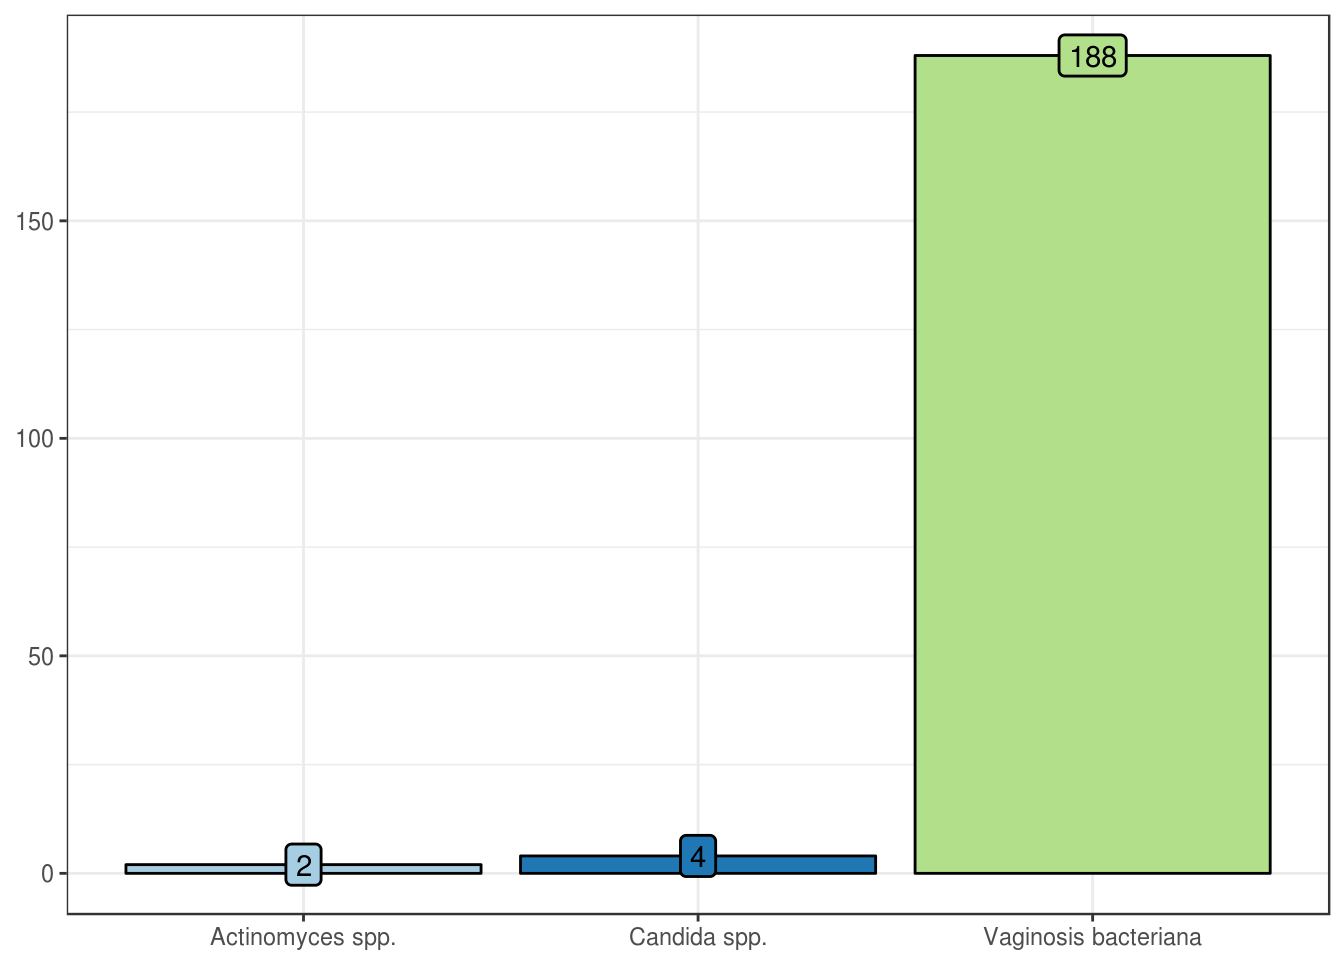 188
150
100
50
0
2
4
Actinomyces spp.
Candida spp.
Vaginosis bacteriana